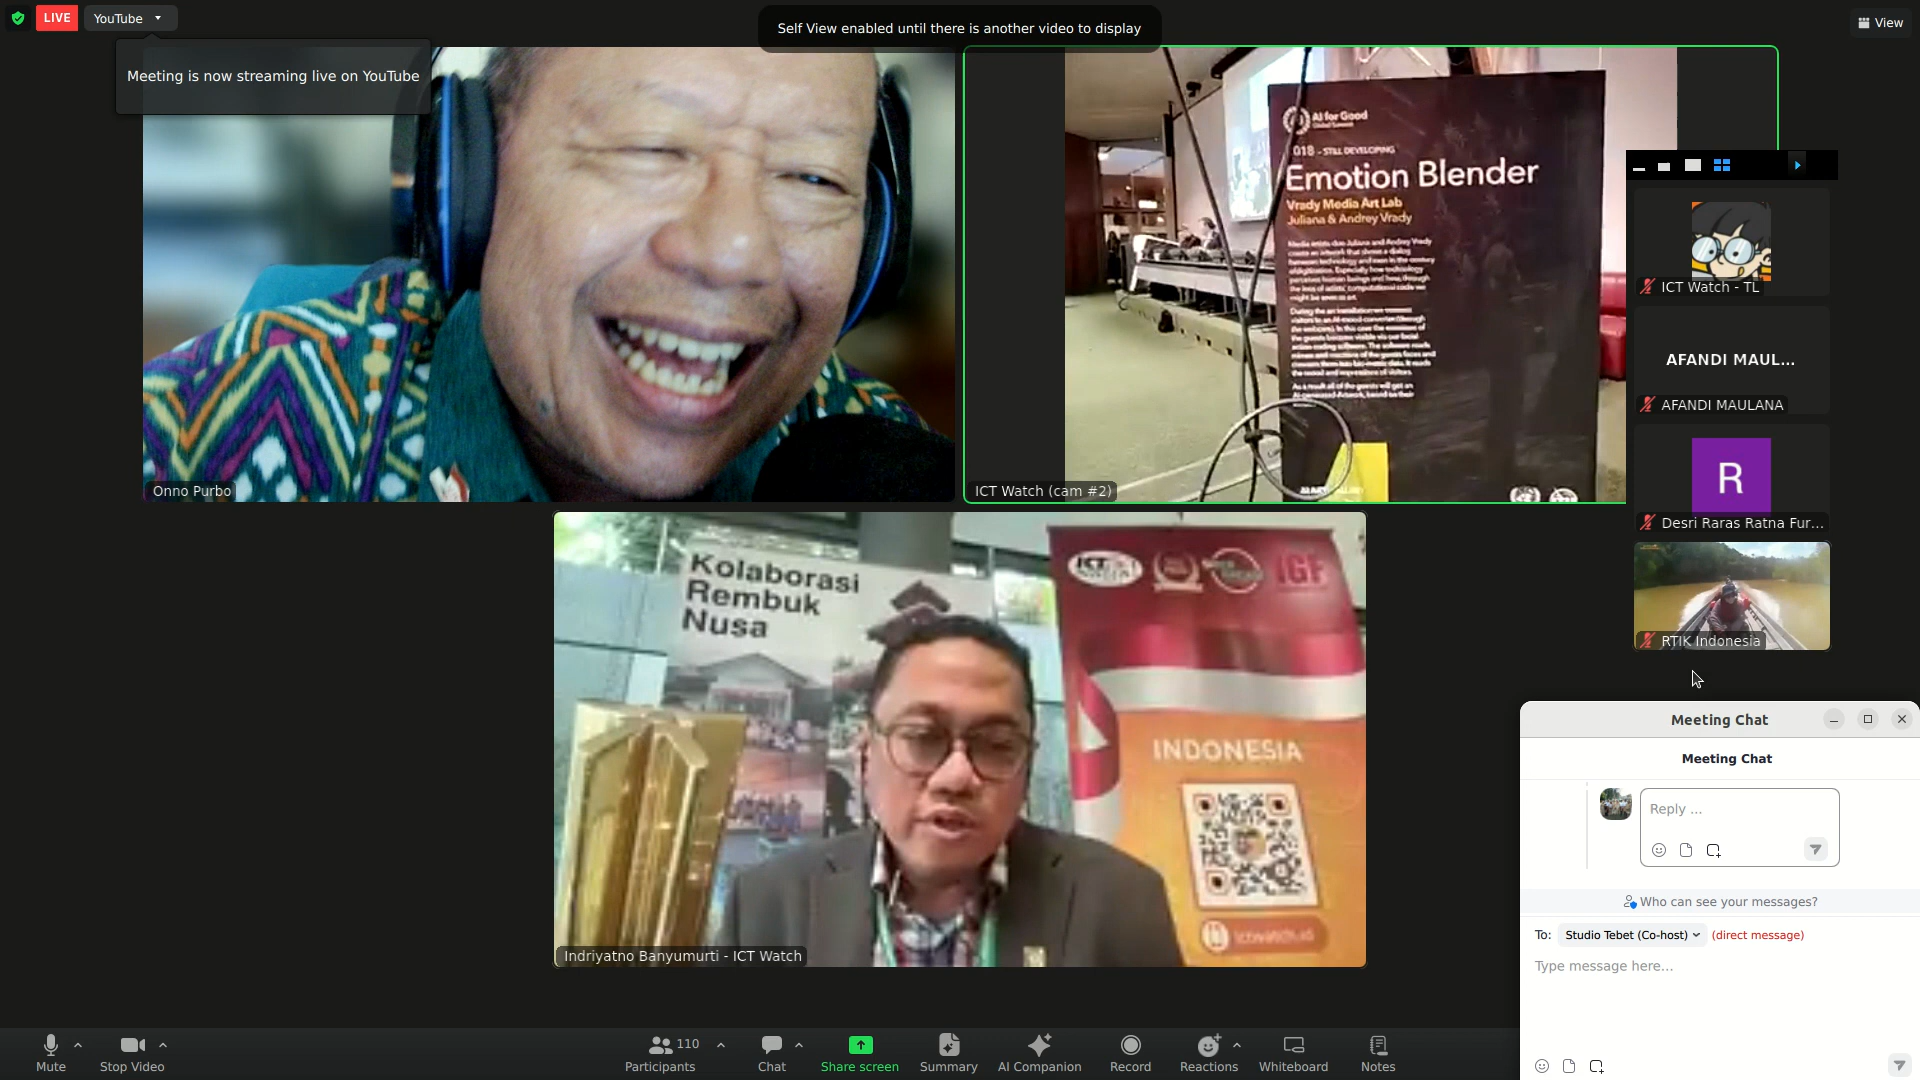 LIVE
YouTube
Self View enabled until there is another video to display
View
Meeting is now streaming live on YouTube
AI for Good
Global Summit
018 - STILL DEVELOPING
Emotion Blender
Vrady Media Art Lab
Juliana & Andrey Vrady
Onno Purbo
ICT Watch (cam #2)
ICT Watch - TL
AFANDI MAUL...
AFANDI MAULANA
R
Desri Raras Ratna Fur...
RTIK Indonesia
Kolaborasi
Rembuk
Nusa
ICT
IGF
INDONESIA
ictwatch.id
Indriyatno Banyumurti - ICT Watch
Meeting Chat
Meeting Chat
Reply ...
Who can see your messages?
To: Studio Tebet (Co-host) (direct message)
Type message here...
Mute
Stop Video
110
Participants
Chat
Share screen
Summary
AI Companion
Record
Reactions
Whiteboard
Notes